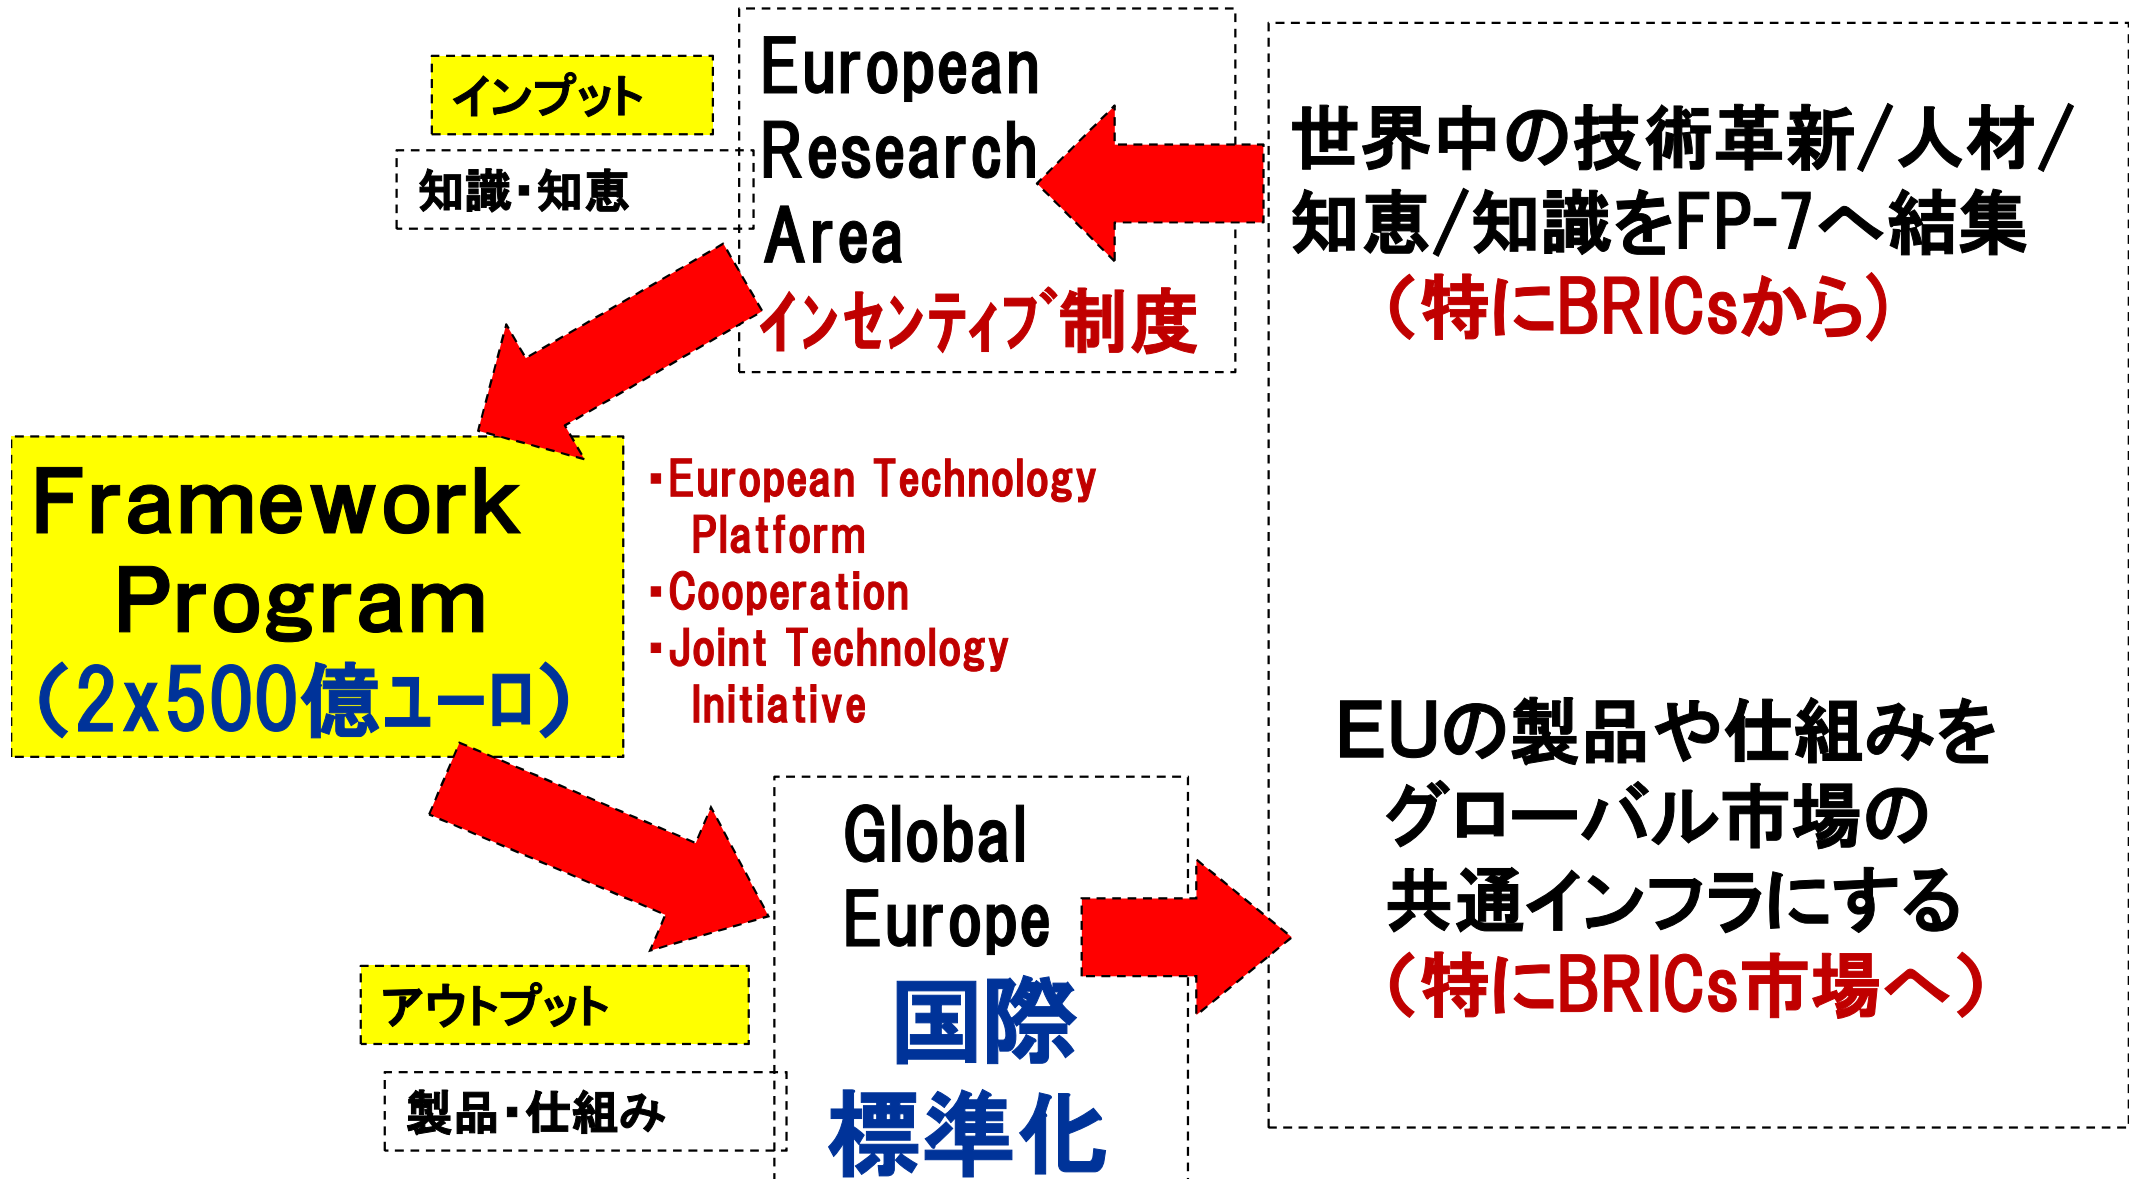 インプット
知識・知恵
European
Research
Area
インセンティブ制度
世界中の技術革新/人材/
知恵/知識をFP-7へ結集
（特にBRICsから）
Framework
Program
（2x500億ユーロ）
・European Technology
Platform
・Cooperation
・Joint Technology
Initiative
アウトプット
製品・仕組み
Global
Europe
国際
標準化
EUの製品や仕組みを
グローバル市場の
共通インフラにする
（特にBRICs市場へ）